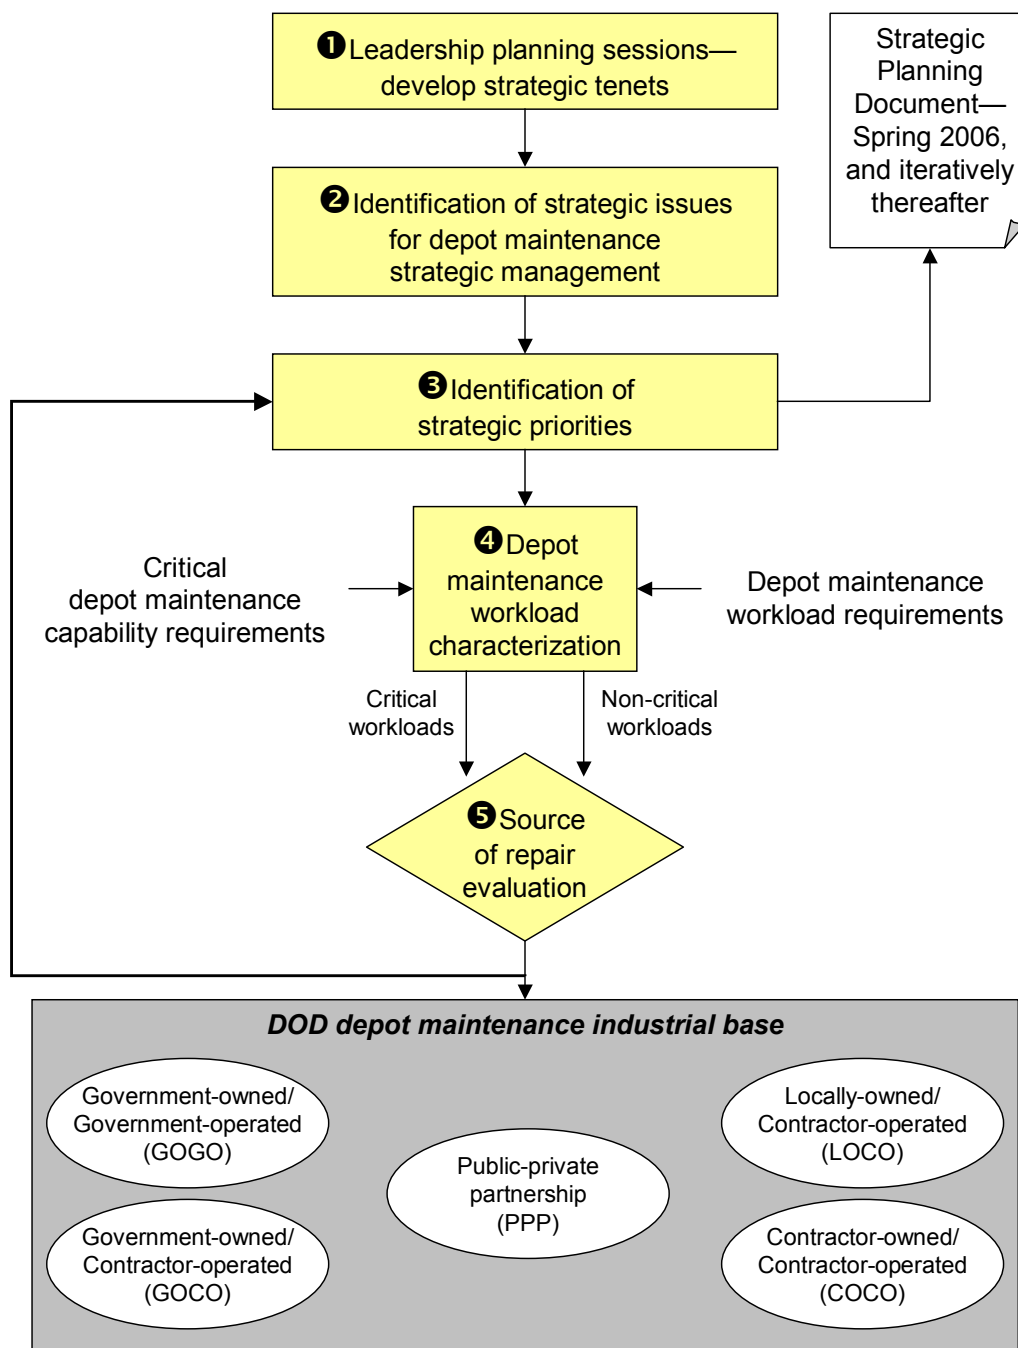 ❶Leadership planning sessions—
develop strategic tenets
Strategic
Planning
Document—
Spring 2006,
and iteratively
thereafter
❷Identification of strategic issues
for depot maintenance
strategic management
❸Identification of
strategic priorities
Critical
depot maintenance
capability requirements
❹Depot
maintenance
workload
characterization
Depot maintenance
workload requirements
Critical
workloads
Non-critical
workloads
❺Source
of repair
evaluation
DOD depot maintenance industrial base
Government-owned/
Government-operated
(GOGO)
Locally-owned/
Contractor-operated
(LOCO)
Public-private
partnership
(PPP)
Government-owned/
Contractor-operated
(GOCO)
Contractor-owned/
Contractor-operated
(COCO)